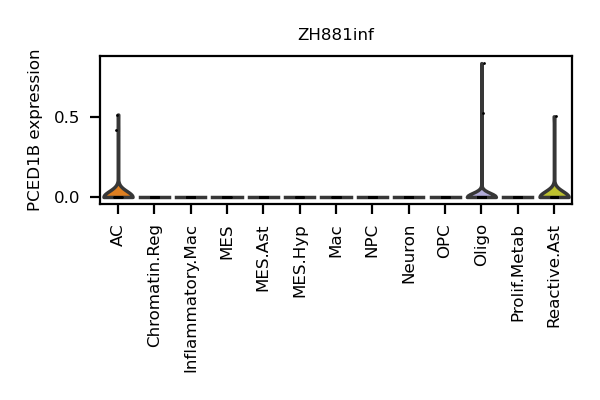 ZH881inf
PCED1B expression
0.5
0.0
AC
Chromatin.Reg
Inflammatory.Mac
MES
MES.Ast
MES.Hyp
Mac
NPC
Neuron
OPC
Oligo
Prolif.Metab
Reactive.Ast